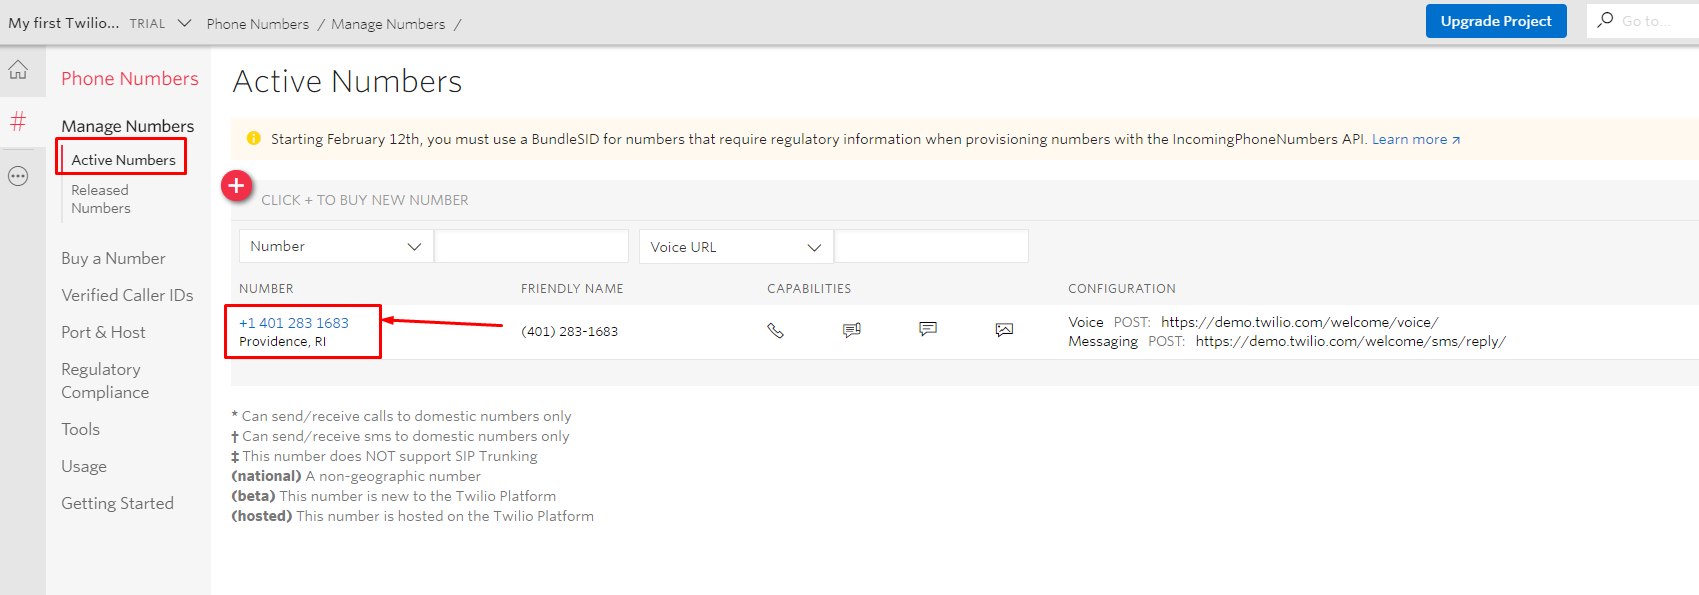 My first Twilio... TRIAL Phone Numbers / Manage Numbers / Upgrade Project Go to...
Phone Numbers
Manage Numbers
Active Numbers
Released
Numbers
Buy a Number
Verified Caller IDs
Port & Host
Regulatory
Compliance
Tools
Usage
Getting Started
Active Numbers
Starting February 12th, you must use a BundleSID for numbers that require regulatory information when provisioning numbers with the IncomingPhoneNumbers API. Learn more ↗
CLICK + TO BUY NEW NUMBER
Number Voice URL
NUMBER FRIENDLY NAME CAPABILITIES CONFIGURATION
+1 401 283 1683 (401) 283-1683 Voice POST: https://demo.twilio.com/welcome/voice/
Providence, RI Messaging POST: https://demo.twilio.com/welcome/sms/reply/
* Can send/receive calls to domestic numbers only
† Can send/receive sms to domestic numbers only
‡ This number does NOT support SIP Trunking
(national) A non-geographic number
(beta) This number is new to the Twilio Platform
(hosted) This number is hosted on the Twilio Platform